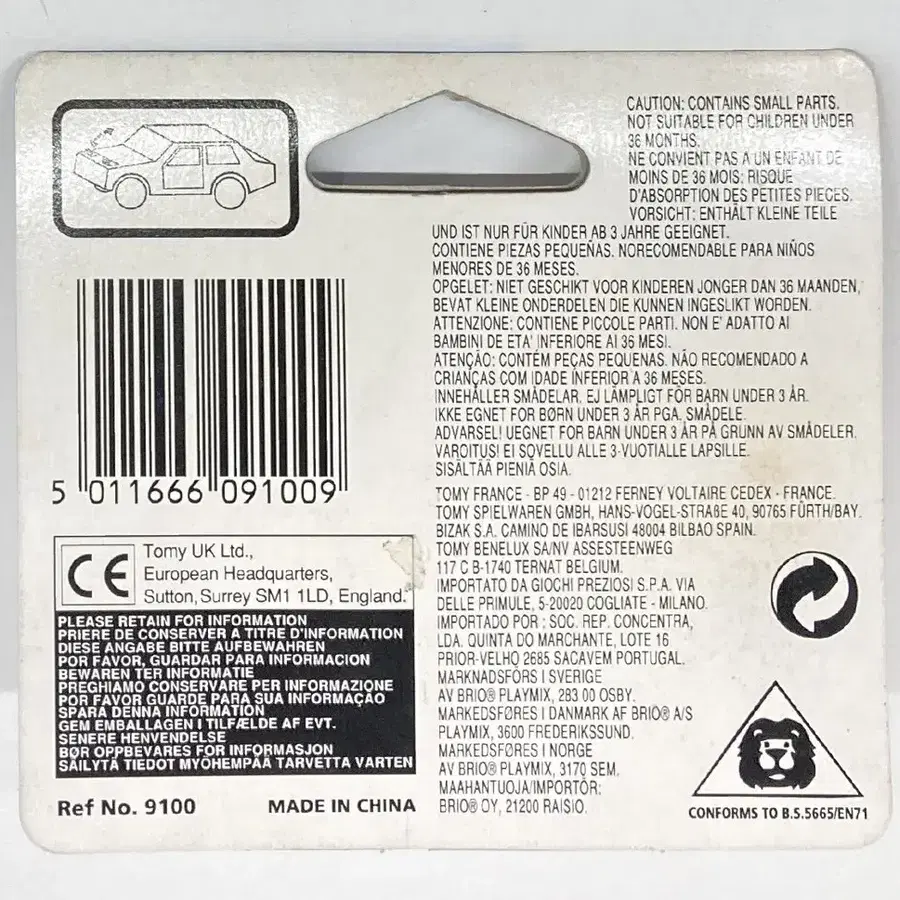 CAUTION: CONTAINS SMALL PARTS.
NOT SUITABLE FOR CHILDREN UNDER
36 MONTHS.
NE CONVIENT PAS A UN ENFANT DE
MOINS DE 36 MOIS: RISQUE
D'ABSORPTION DES PETITES PIECES.
VORSICHT: ENTHÄLT KLEINE TEILE
UND IST NUR FÜR KINDER AB 3 JAHRE GEEIGNET.
CONTIENE PIEZAS PEQUEÑAS. NORECOMENDABLE PARA NIÑOS
MENORES DE 36 MESES.
OPGELET: NIET GESCHIKT VOOR KINDEREN JONGER DAN 36 MAANDEN,
BEVAT KLEINE ONDERDELEN DIE KUNNEN INGESLIKT WORDEN.
ATTENZIONE: CONTIENE PICCOLE PARTI. NON E' ADATTO AI
BAMBINI DE ETA' INFERIORE AI 36 MESI.
ATENÇÃO: CONTÉM PEÇAS PEQUENAS. NÃO RECOMENDADO A
CRIANÇAS COM IDADE INFERIOR A 36 MESES.
INNEHÅLLER SMÅDELAR. EJ LÄMPLIGT FÖR BARN UNDER 3 ÅR.
IKKE EGNET FOR BØRN UNDER 3 ÅR PGA. SMÅDELE.
ADVARSEL! UEGNET FOR BARN UNDER 3 ÅR PÅ GRUNN AV SMÅDELER.
VAROITUS! EI SOVELLU ALLE 3-VUOTIALLE LAPSILLE.
SISÄLTÄÄ PIENIÄ OSIA.
TOMY FRANCE - BP 49 - 01212 FERNEY VOLTAIRE CEDEX - FRANCE.
TOMY SPIELWAREN GMBH, HANS-VOGEL-STRAßE 40, 90765 FÜRTH/BAY.
BIZAK S.A. CAMINO DE IBARSUSI 48004 BILBAO SPAIN.
TOMY BENELUX SA/NV ASSESTEENWEG
117 C B-1740 TERNAT BELGIUM.
IMPORTATO DA GIOCHI PREZIOSI S.P.A. VIA
DELLE PRIMULE, 5-20020 COGLIATE - MILANO.
IMPORTADO POR : SOC. REP. CONCENTRA,
LDA. QUINTA DO MARCHANTE, LOTE 16
PRIOR-VELHO 2685 SACAVEM PORTUGAL.
MARKNADSFÖRS I SVERIGE
AV BRIO® PLAYMIX, 283 00 OSBY.
MARKEDSFØRES I DANMARK AF BRIO® A/S
PLAYMIX, 3600 FREDERIKSSUND.
MARKEDSFØRES I NORGE
AV BRIO® PLAYMIX, 3170 SEM.
MAAHANTUOJA/IMPORTÖR:
BRIO® OY, 21200 RAISIO.
5 011666 091009
CE
Tomy UK Ltd.,
European Headquarters,
Sutton, Surrey SM1 1LD, England.
PLEASE RETAIN FOR INFORMATION
PRIERE DE CONSERVER A TITRE D'INFORMATION
DIESE ANGABE BITTE AUFBEWAHREN
POR FAVOR, GUARDAR PARA INFORMACION
BEWAREN TER INFORMATIE
PREGHIAMO CONSERVARE PER INFORMAZIONE
POR FAVOR GUARDE PARA SUA INFORMAÇÃO
SPARA DENNA INFORMATION
GEM EMBALLAGEN I TILFÆLDE AF EVT.
SENERE HENVENDELSE
BØR OPPBEVARES FOR INFORMASJON
SÄILYTÄ TIEDOT MYÖHEMPÄÄ TARVETTA VARTEN
Ref No. 9100
MADE IN CHINA
CONFORMS TO B.S.5665/EN71